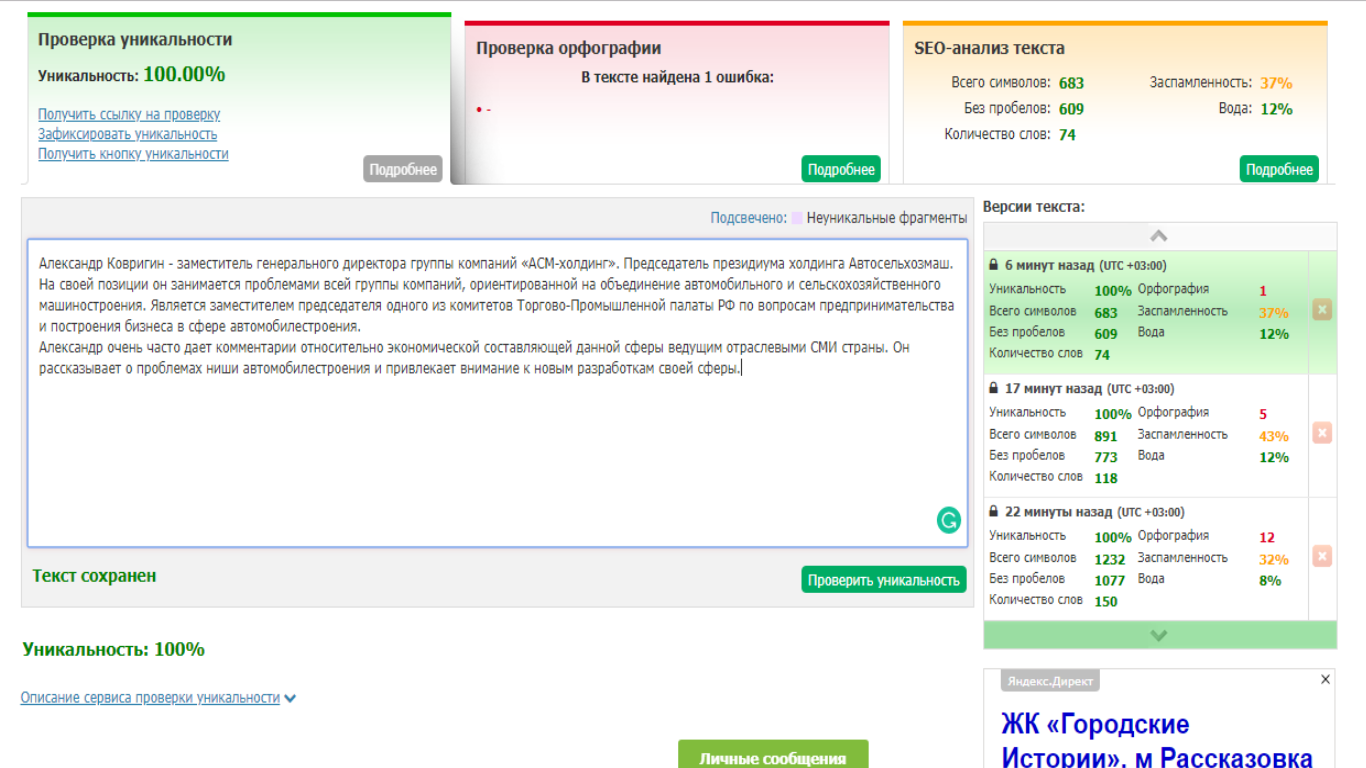 Проверка уникальности
Уникальность: 100.00%
Получить ссылку на проверку
Зафиксировать уникальность
Получить кнопку уникальности
Подробнее
Проверка орфографии
В тексте найдена 1 ошибка:
• -
Подробнее
SEO-анализ текста
Всего символов: 683 Заспамленность: 37%
Без пробелов: 609 Вода: 12%
Количество слов: 74
Подробнее
Подсвечено: Неуникальные фрагменты
Александр Ковригин - заместитель генерального директора группы компаний «АСМ-холдинг». Председатель президиума холдинга Автосельхозмаш.
На своей позиции он занимается проблемами всей группы компаний, ориентированной на объединение автомобильного и сельскохозяйственного
машиностроения. Является заместителем председателя одного из комитетов Торгово-Промышленной палаты РФ по вопросам предпринимательства
и построения бизнеса в сфере автомобилестроения.
Александр очень часто дает комментарии относительно экономической составляющей данной сферы ведущим отраслевыми СМИ страны. Он
рассказывает о проблемах ниши автомобилестроения и привлекает внимание к новым разработкам своей сферы.
Текст сохранен
Проверить уникальность
Уникальность: 100%
Описание сервиса проверки уникальности
Личные сообщения
Версии текста:
6 минут назад (UTC +03:00)
Уникальность 100% Орфография 1
Всего символов 683 Заспамленность 37%
Без пробелов 609 Вода 12%
Количество слов 74
17 минут назад (UTC +03:00)
Уникальность 100% Орфография 5
Всего символов 891 Заспамленность 43%
Без пробелов 773 Вода 12%
Количество слов 118
22 минуты назад (UTC +03:00)
Уникальность 100% Орфография 12
Всего символов 1232 Заспамленность 32%
Без пробелов 1077 Вода 8%
Количество слов 150
Яндекс.Директ
ЖК «Городские
Истории». м Рассказовка